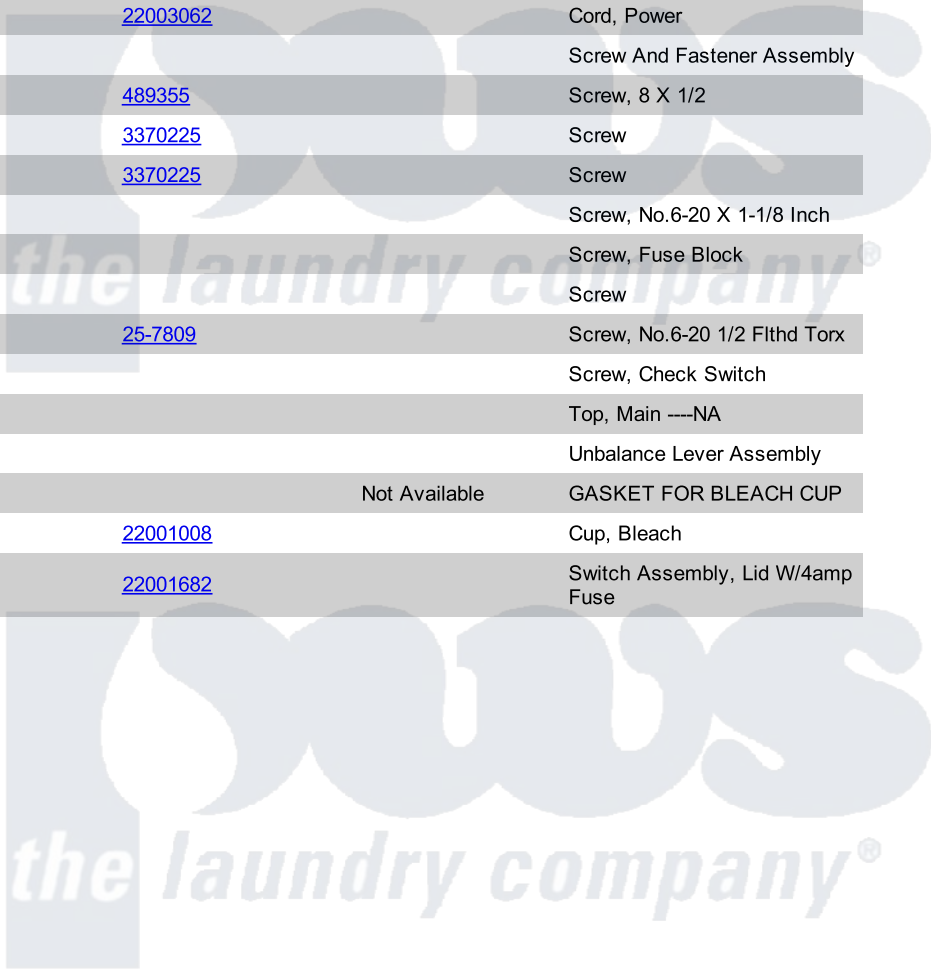 22003062 Cord, Power
Screw And Fastener Assembly
489355 Screw, 8 X 1/2
3370225 Screw
3370225 Screw
Screw, No.6-20 X 1-1/8 Inch
Screw, Fuse Block
the laundry company®
Screw
25-7809 Screw, No.6-20 1/2 Flthd Torx
Screw, Check Switch
Top, Main ----NA
Unbalance Lever Assembly
Not Available GASKET FOR BLEACH CUP
22001008 Cup, Bleach
22001682 Switch Assembly, Lid W/4amp
Fuse
pws
the laundry company®